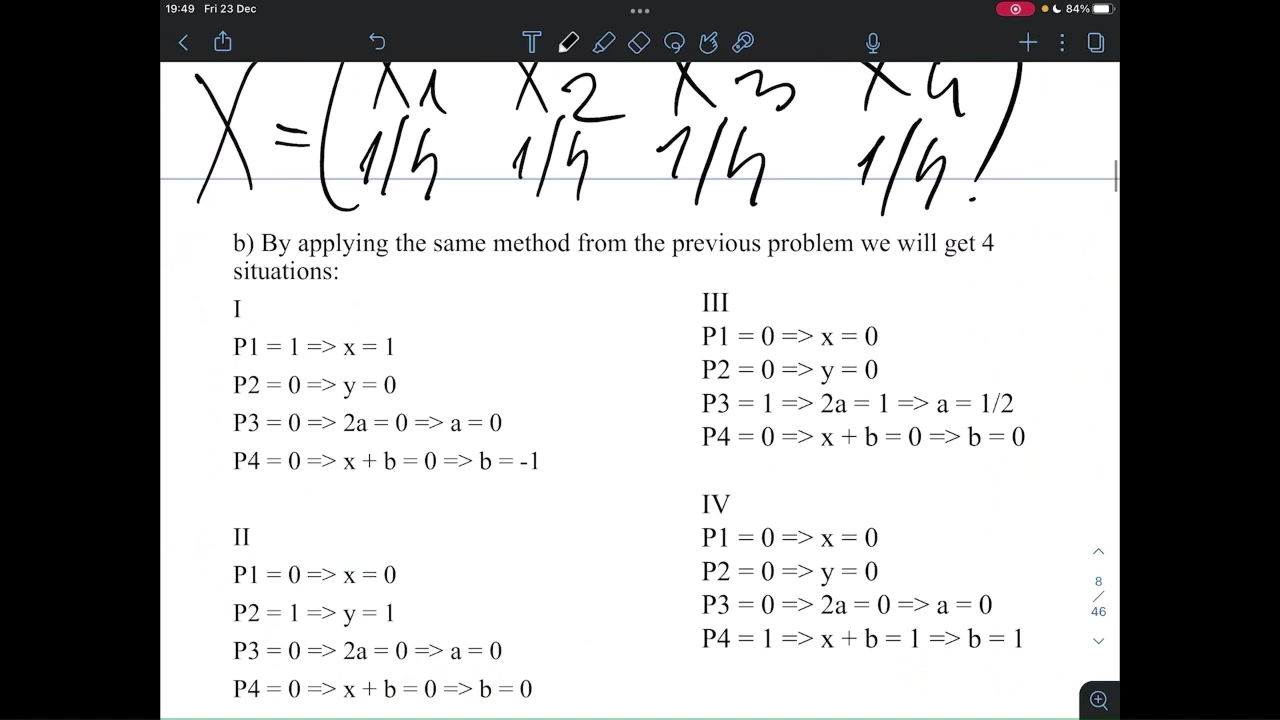 19:49 Fri 23 Dec
84%
X = ( x1 x2 x3 x4 )
1/4 1/4 1/4 1/4
b) By applying the same method from the previous problem we will get 4
situations:
I
P1 = 1 => x = 1
P2 = 0 => y = 0
P3 = 0 => 2a = 0 => a = 0
P4 = 0 => x + b = 0 => b = -1
II
P1 = 0 => x = 0
P2 = 1 => y = 1
P3 = 0 => 2a = 0 => a = 0
P4 = 0 => x + b = 0 => b = 0
III
P1 = 0 => x = 0
P2 = 0 => y = 0
P3 = 1 => 2a = 1 => a = 1/2
P4 = 0 => x + b = 0 => b = 0
IV
P1 = 0 => x = 0
P2 = 0 => y = 0
P3 = 0 => 2a = 0 => a = 0
P4 = 1 => x + b = 1 => b = 1
8
/
46